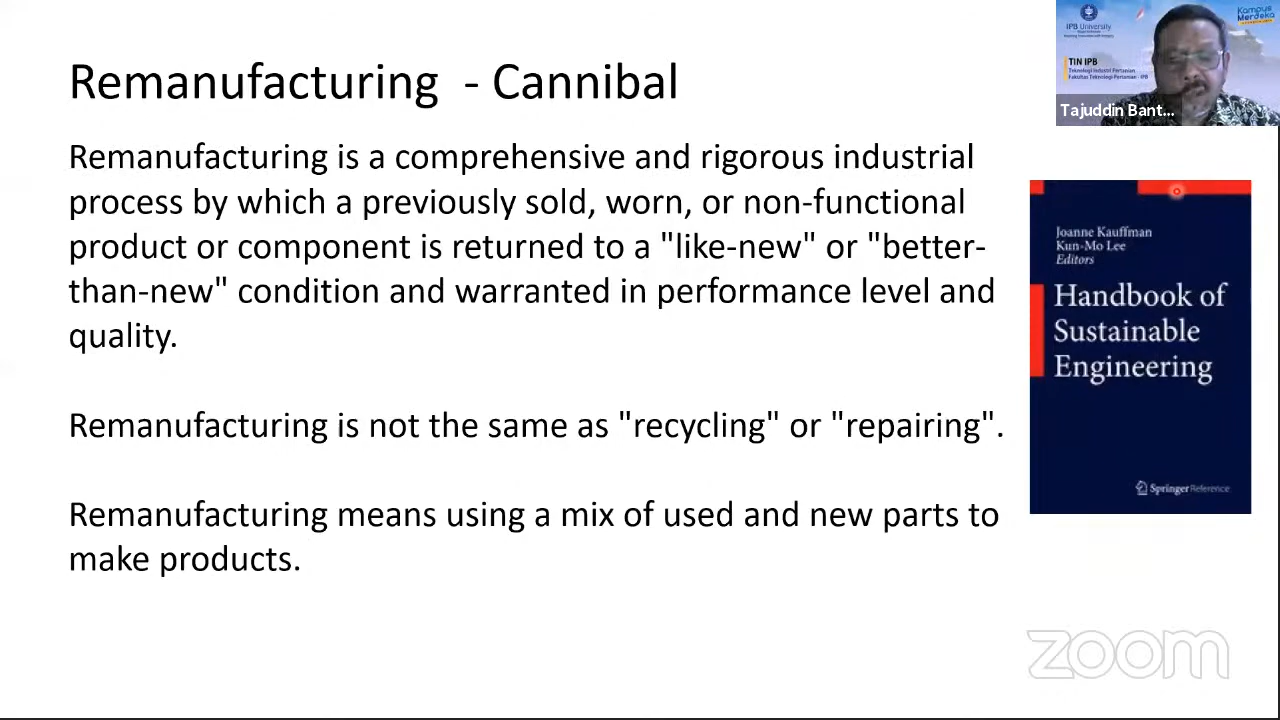 Remanufacturing - Cannibal
Remanufacturing is a comprehensive and rigorous industrial
process by which a previously sold, worn, or non-functional
product or component is returned to a "like-new" or "better-
than-new" condition and warranted in performance level and
quality.
Remanufacturing is not the same as "recycling" or "repairing".
Remanufacturing means using a mix of used and new parts to
make products.
IPB University
Kampus
Merdeka
TIN IPB
Teknologi Industri Pertanian
Fakultas Teknologi Pertanian - IPB
Tajuddin Bant...
Joanne Kauffman
Kun-Mo Lee
Editors
Handbook of
Sustainable
Engineering
Springer Reference
zoom